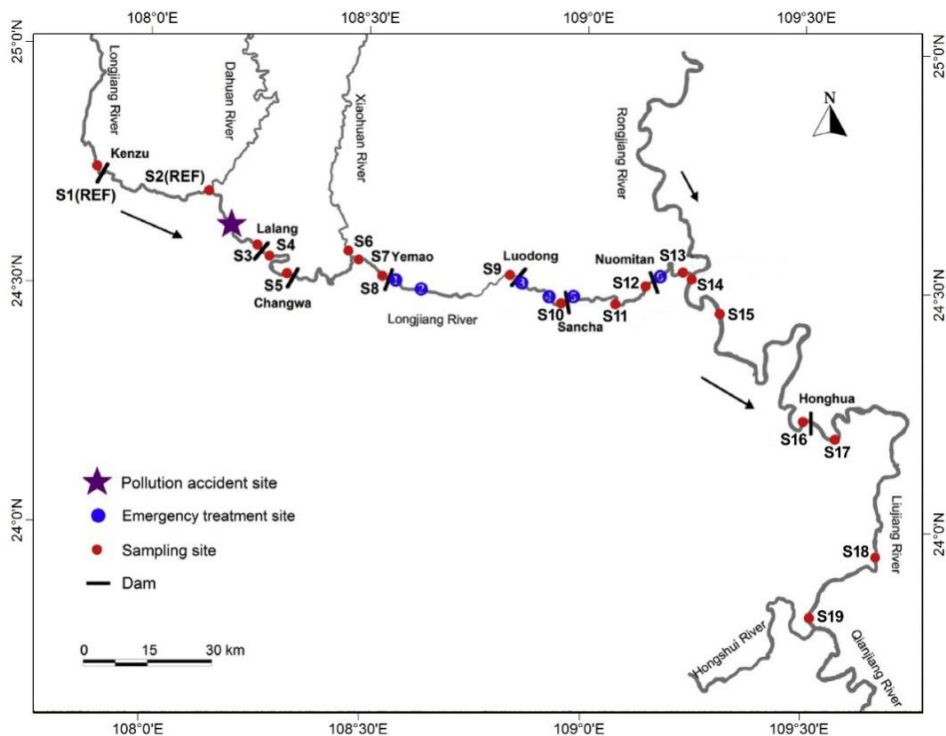 108°0'E
108°30'E
109°0'E
109°30'E
25°0'N
25°0'N
Longjiang River
Dahuan River
Xiaohuan River
Rongjiang River
N
Kenzu
S1(REF)
S2(REF)
Lalang
S3
S4
S5
Changwa
S6
S7
Yemao
S8
1
2
24°30'N
24°30'N
Longjiang River
S9
Luodong
3
S10
Sancha
S11
Nuomitan
S12
S13
S14
S15
Honghua
S16
S17
Liujiang River
S18
S19
Hongshui River
Qianjiang River
24°0'N
24°0'N
Pollution accident site
Emergency treatment site
Sampling site
Dam
0 15 30 km
108°0'E
108°30'E
109°0'E
109°30'E